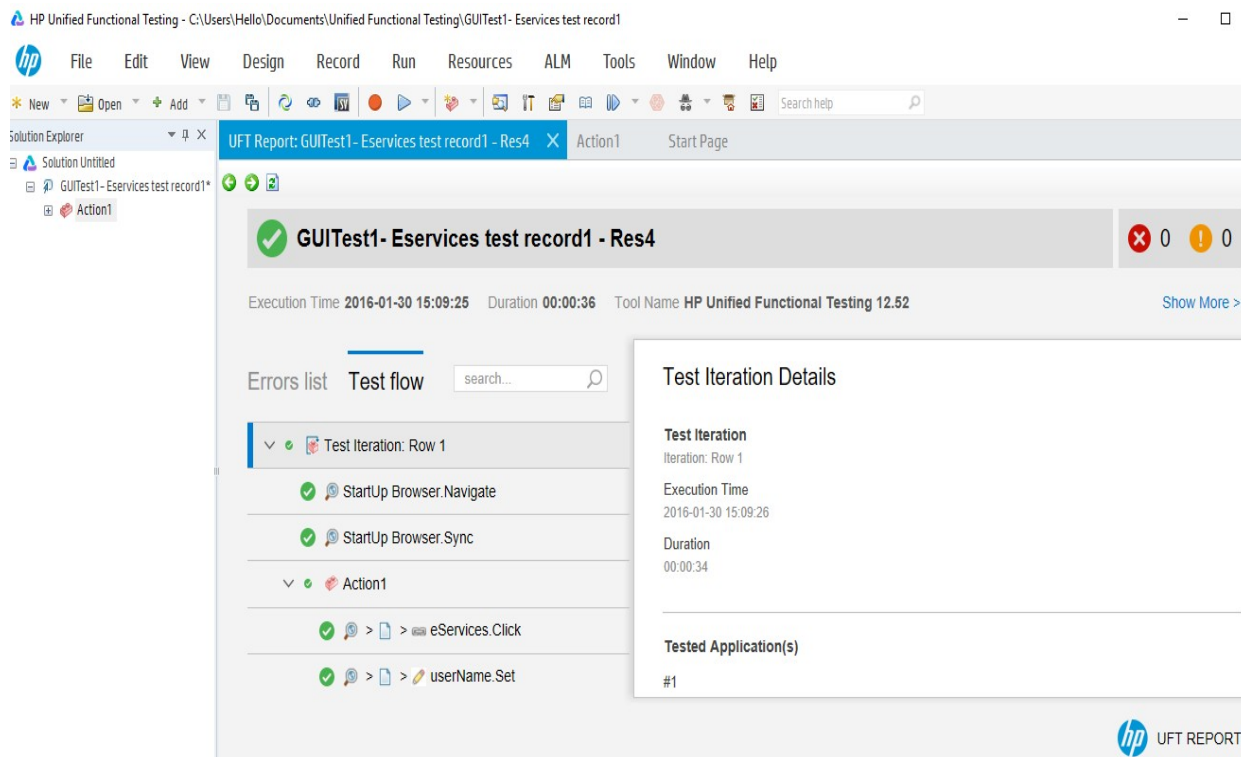 HP Unified Functional Testing - C:\Users\Hello\Documents\Unified Functional Testing\GUITest1- Eservices test record1
hp File Edit View Design Record Run Resources ALM Tools Window Help
New Open Add Search help
Solution Explorer
UFT Report: GUITest1- Eservices test record1 - Res4 Action1 Start Page
Solution Untitled
GUITest1- Eservices test record1*
Action1
GUITest1- Eservices test record1 - Res4 0 0
Execution Time 2016-01-30 15:09:25 Duration 00:00:36 Tool Name HP Unified Functional Testing 12.52 Show More >
Errors list Test flow search...
Test Iteration: Row 1
StartUp Browser.Navigate
StartUp Browser.Sync
Action1
> > eServices.Click
> > userName.Set
Test Iteration Details
Test Iteration
Iteration: Row 1
Execution Time
2016-01-30 15:09:26
Duration
00:00:34
Tested Application(s)
#1
hp UFT REPORT